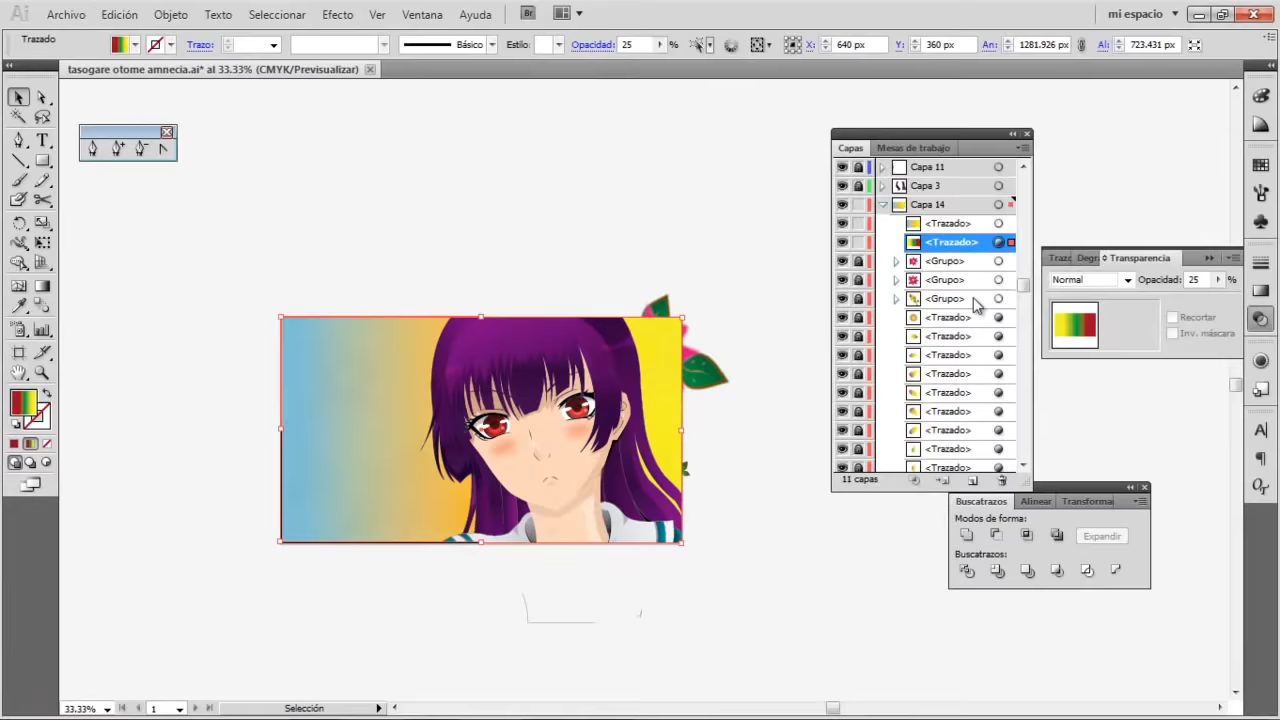 Ai Archivo Edición Objeto Texto Seleccionar Efecto Ver Ventana Ayuda Br mi espacio
Trazado Trazo: Básico Estilo: Opacidad: 25 % X: 640 px Y: 360 px An: 1281.926 px Al: 723.431 px
tasogare otome amnecia.ai* al 33.33% (CMYK/Previsualizar)
Capas Mesas de trabajo
Capa 11
Capa 3
Capa 14
<Trazado>
<Trazado>
<Grupo>
<Grupo>
<Grupo>
<Trazado>
<Trazado>
<Trazado>
<Trazado>
<Trazado>
<Trazado>
<Trazado>
<Trazado>
<Trazado>
11 capas
Trazo Degra Transparencia
Normal Opacidad: 25 %
Recortar
Inv. máscara
Buscatrazos Alinear Transforma
Modos de forma:
Expandir
Buscatrazos:
33.33% 1 Selección